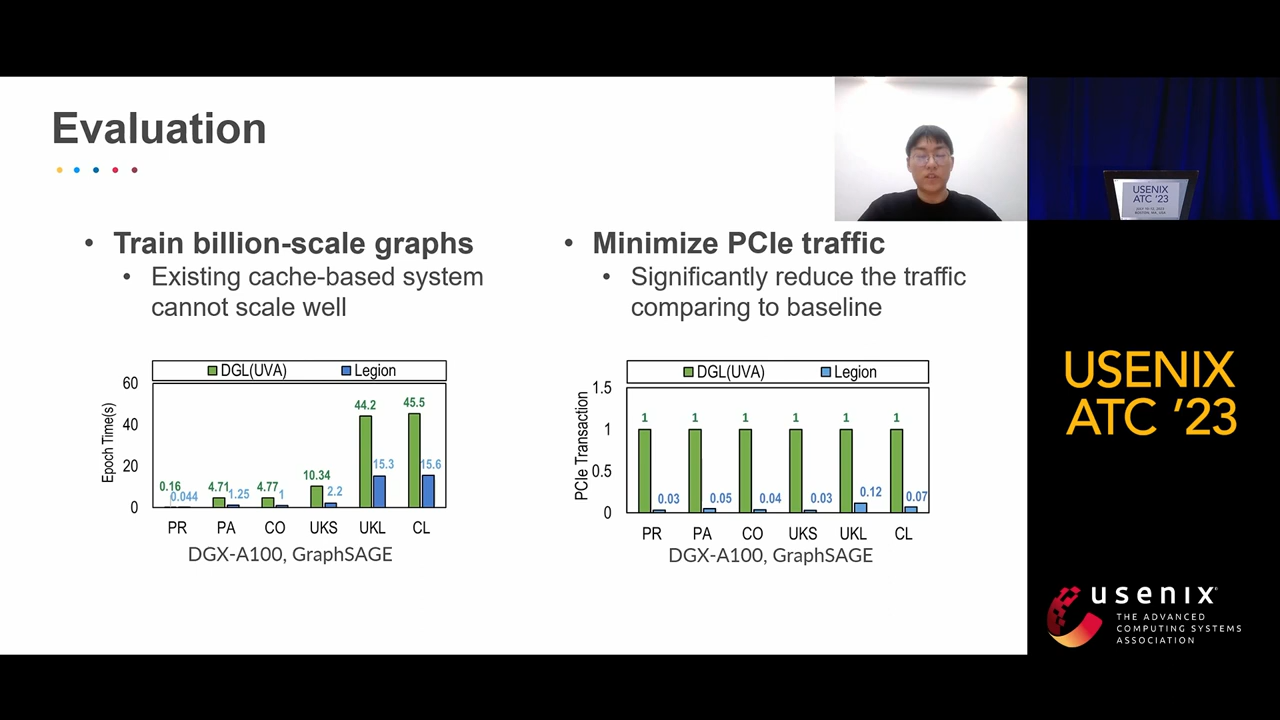 Evaluation
• Train billion-scale graphs
• Existing cache-based system
cannot scale well
DGL(UVA) Legion
Epoch Time(s)
60
40
20
0
0.16 0.044 4.71 1.25 4.77 1 10.34 2.2 44.2 15.3 45.5 15.6
PR PA CO UKS UKL CL
DGX-A100, GraphSAGE
• Minimize PCIe traffic
• Significantly reduce the traffic
comparing to baseline
DGL(UVA) Legion
PCIe Transaction
1.5
1
0.5
0
1 0.03 1 0.05 1 0.04 1 0.03 1 0.12 1 0.07
PR PA CO UKS UKL CL
DGX-A100, GraphSAGE
USENIX
ATC '23
USENIX
ATC '23
usenix
THE ADVANCED
COMPUTING SYSTEMS
ASSOCIATION